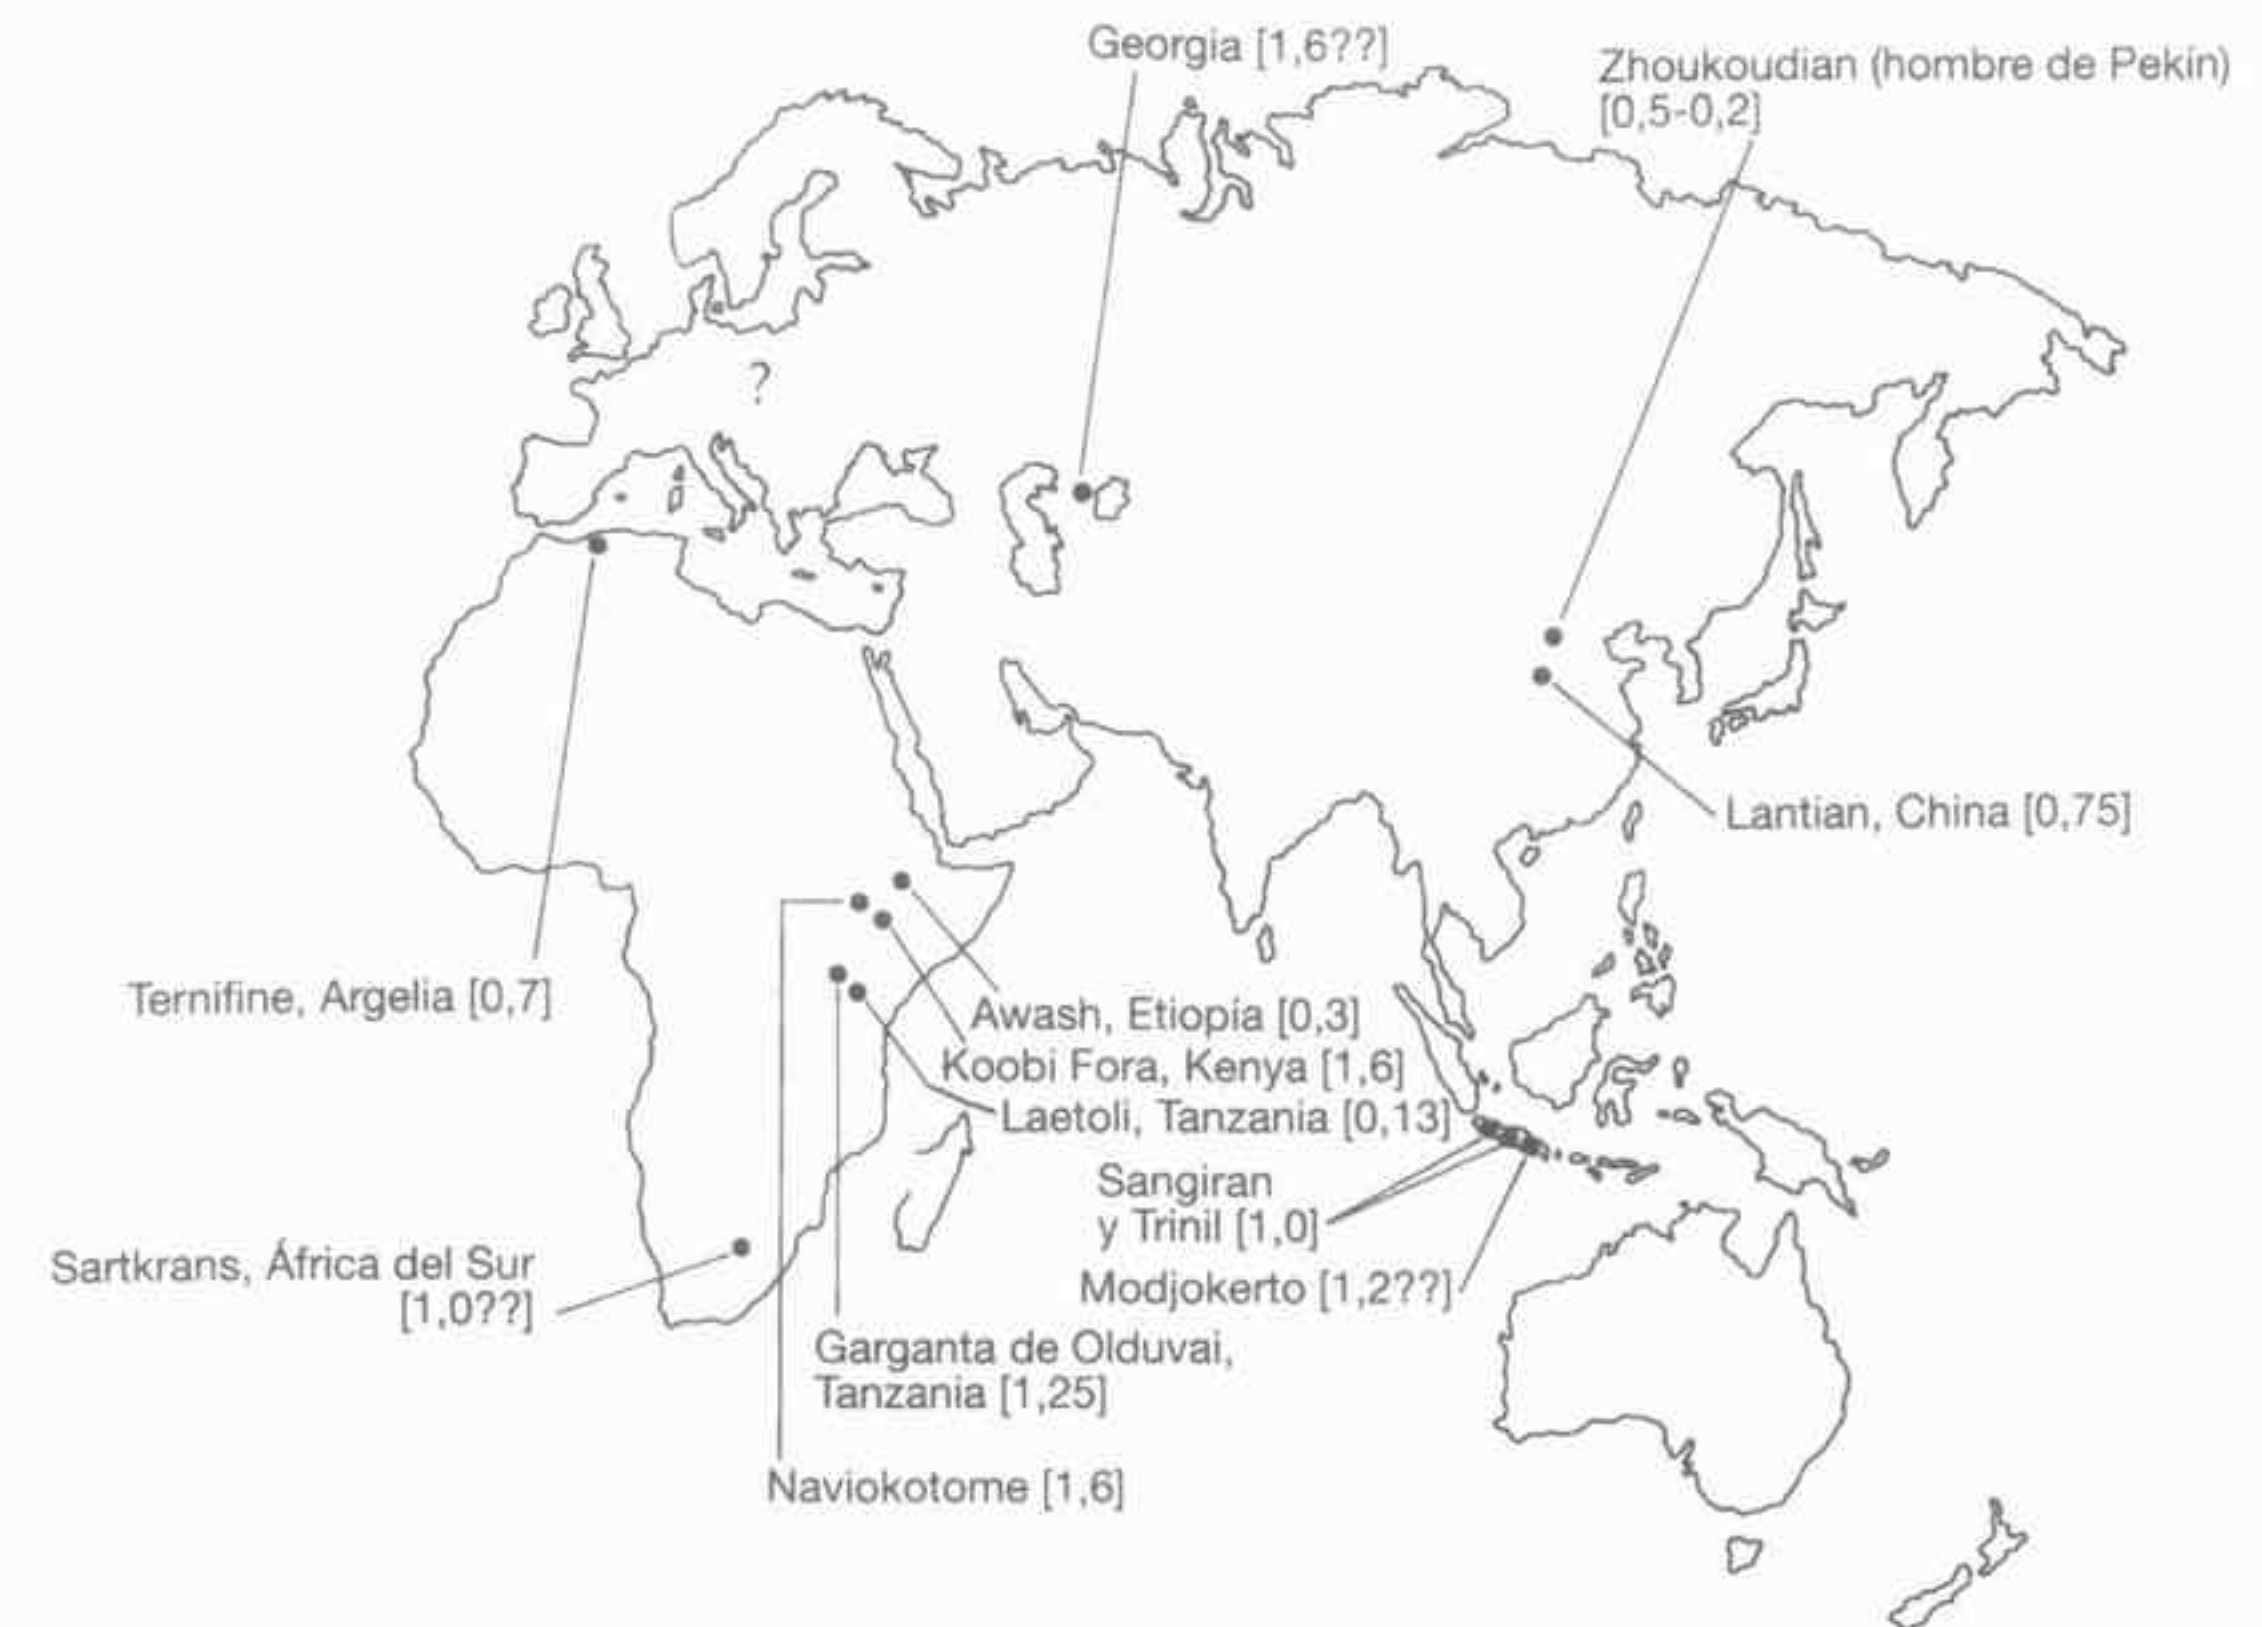 Georgia [1,6??]
Zhoukoudian (hombre de Pekín)
[0,5-0,2]
?
Lantian, China [0,75]
Ternifine, Argelia [0,7]
Awash, Etiopía [0,3]
Koobi Fora, Kenya [1,6]
Laetoli, Tanzania [0,13]
Sangiran
y Trinil [1,0]
Modjokerto [1,2??]
Sartkrans, África del Sur
[1,0??]
Garganta de Olduvai,
Tanzania [1,25]
Naviokotome [1,6]